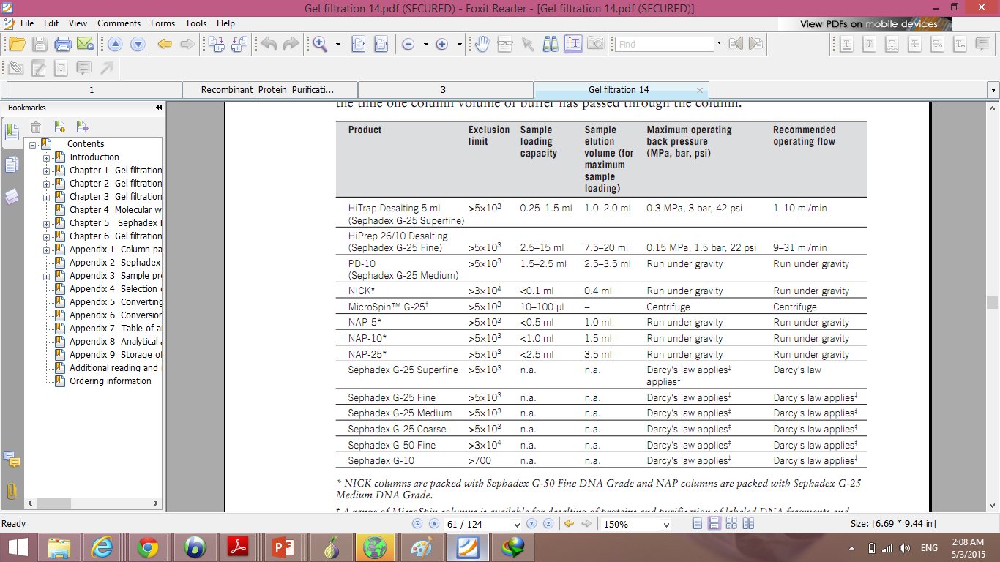 Gel filtration 14.pdf (SECURED) - Foxit Reader - [Gel filtration 14.pdf (SECURED)]
File Edit View Comments Forms Tools Help
View PDFs on mobile devices
Find
1 Recombinant_Protein_Purificati... 3 Gel filtration 14
Bookmarks
Contents
Introduction
Chapter 1 Gel filtration
Chapter 2 Gel filtration
Chapter 3 Gel filtration
Chapter 4 Molecular w
Chapter 5 Sephadex
Chapter 6 Gel filtration
Appendix 1 Column pa
Appendix 2 Sephadex
Appendix 3 Sample pr
Appendix 4 Selection
Appendix 5 Converting
Appendix 6 Conversion
Appendix 7 Table of a
Appendix 8 Analytical
Appendix 9 Storage of
Additional reading and
Ordering information
the time one column volume of buffer has passed through the column.
Product Exclusion limit Sample loading capacity Sample elution volume (for maximum sample loading) Maximum operating back pressure (MPa, bar, psi) Recommended operating flow
HiTrap Desalting 5 ml >5×10³ 0.25–1.5 ml 1.0–2.0 ml 0.3 MPa, 3 bar, 42 psi 1–10 ml/min
(Sephadex G-25 Superfine)
HiPrep 26/10 Desalting
(Sephadex G-25 Fine) >5×10³ 2.5–15 ml 7.5–20 ml 0.15 MPa, 1.5 bar, 22 psi 9–31 ml/min
PD-10 >5×10³ 1.5–2.5 ml 2.5–3.5 ml Run under gravity Run under gravity
(Sephadex G-25 Medium)
NICK* >3×10⁴ <0.1 ml 0.4 ml Run under gravity Run under gravity
MicroSpin™ G-25† >5×10³ 10–100 µl – Centrifuge Centrifuge
NAP-5* >5×10³ <0.5 ml 1.0 ml Run under gravity Run under gravity
NAP-10* >5×10³ <1.0 ml 1.5 ml Run under gravity Run under gravity
NAP-25* >5×10³ <2.5 ml 3.5 ml Run under gravity Run under gravity
Sephadex G-25 Superfine >5×10³ n.a. n.a. Darcy's law applies‡ Darcy's law
applies‡
Sephadex G-25 Fine >5×10³ n.a. n.a. Darcy's law applies‡ Darcy's law applies‡
Sephadex G-25 Medium >5×10³ n.a. n.a. Darcy's law applies‡ Darcy's law applies‡
Sephadex G-25 Coarse >5×10³ n.a. n.a. Darcy's law applies‡ Darcy's law applies‡
Sephadex G-50 Fine >3×10⁴ n.a. n.a. Darcy's law applies‡ Darcy's law applies‡
Sephadex G-10 >700 n.a. n.a. Darcy's law applies‡ Darcy's law applies‡
* NICK columns are packed with Sephadex G-50 Fine DNA Grade and NAP columns are packed with Sephadex G-25
Medium DNA Grade.
† A range of MicroSpin columns is available for desalting of proteins and purification of labeled DNA fragments and
Ready 61 / 124 150% Size: [6.69 * 9.44 in]
ENG 2:08 AM
5/3/2015